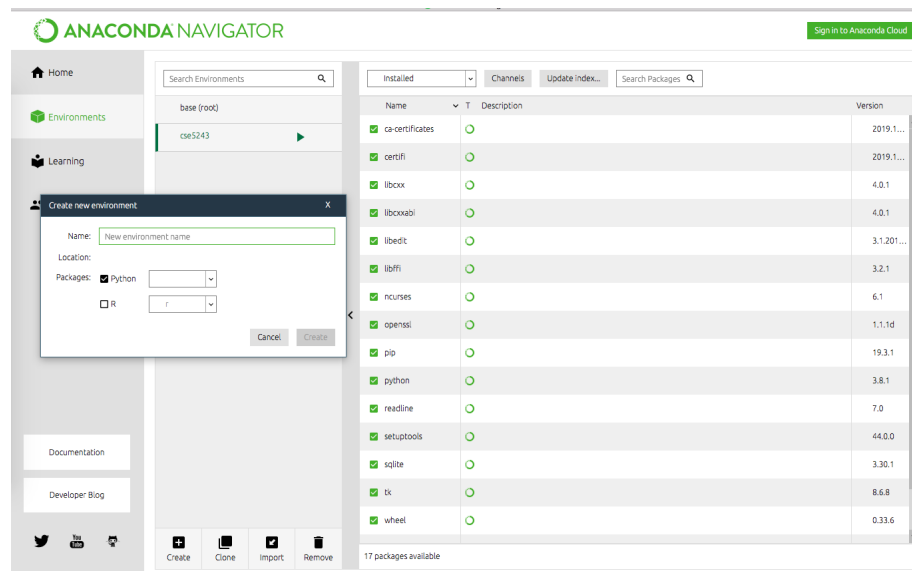 ANACONDA NAVIGATOR
Sign in to Anaconda Cloud
Home
Environments
Learning
Search Environments
base (root)
cse5243
Installed
Channels
Update index...
Search Packages
Name T Description Version
ca-certificates 2019.1...
certifi 2019.1...
libcxx 4.0.1
libcxxabi 4.0.1
libedit 3.1.201...
libffi 3.2.1
ncurses 6.1
openssl 1.1.1d
pip 19.3.1
python 3.8.1
readline 7.0
setuptools 44.0.0
sqlite 3.30.1
tk 8.6.8
wheel 0.33.6
17 packages available
Create new environment X
Name: New environment name
Location:
Packages: Python
R r
Cancel Create
Documentation
Developer Blog
You Tube
Create Clone Import Remove